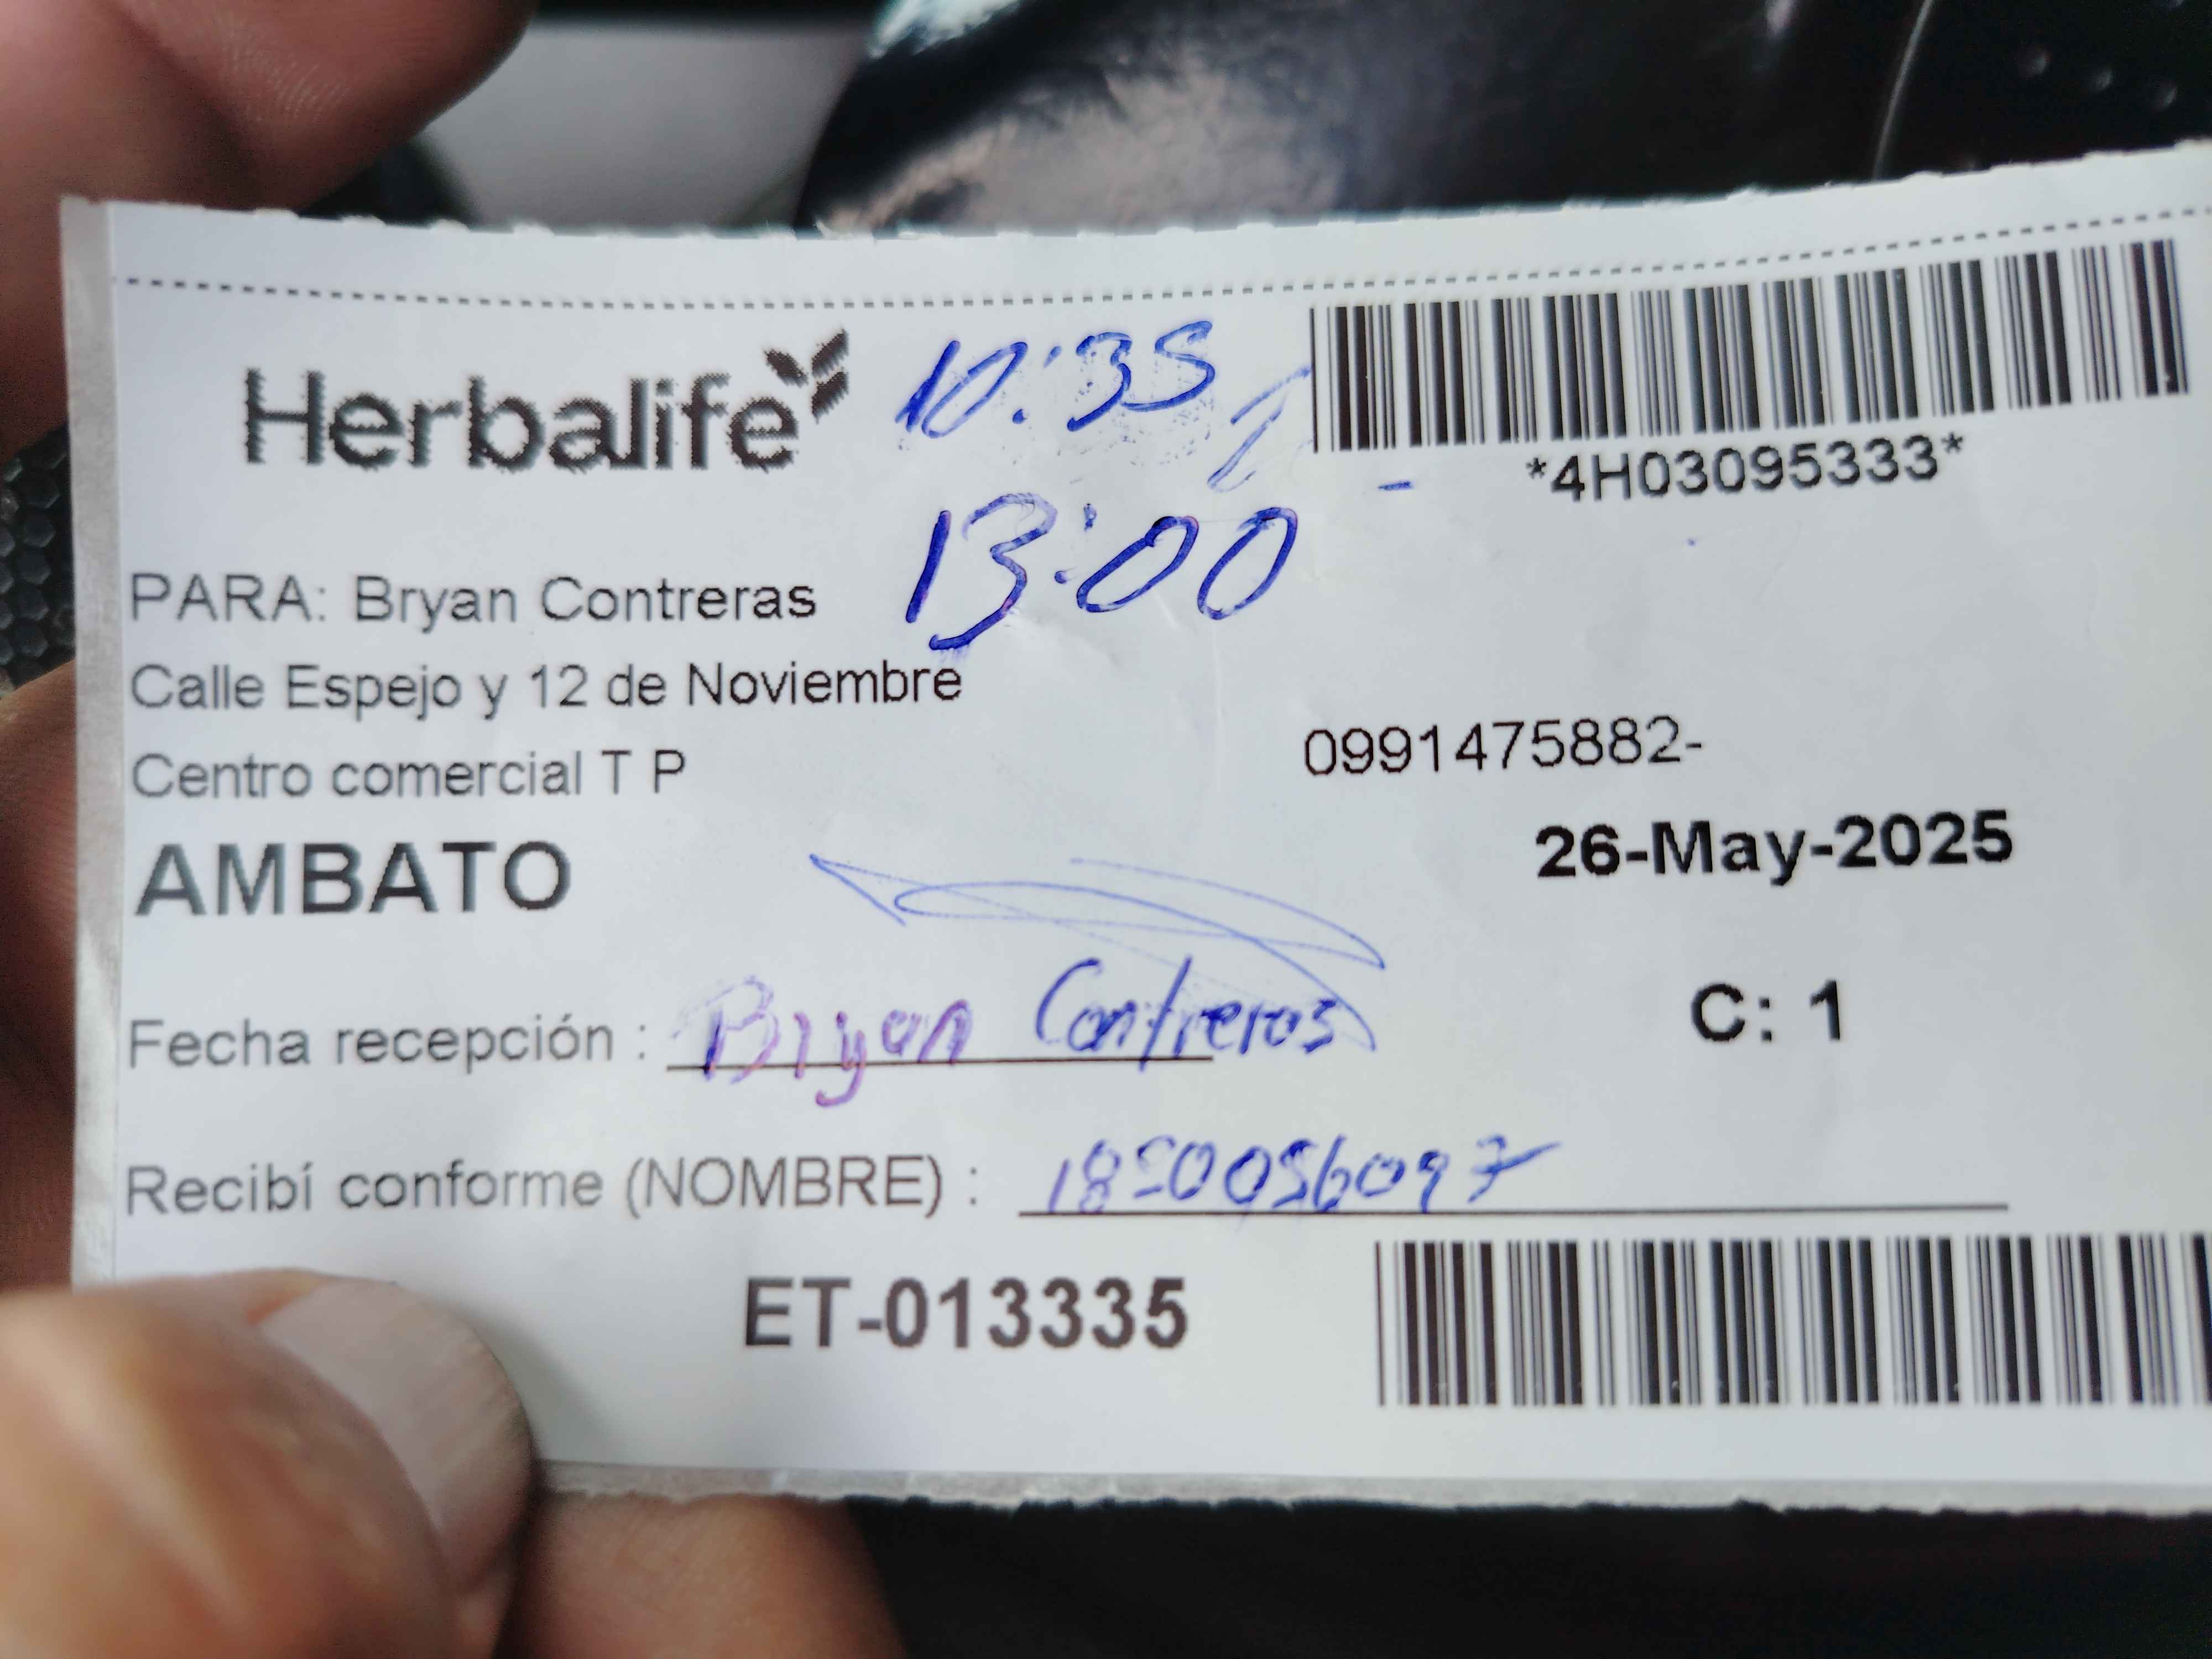 Herbalife
10:35
13:00
*4H03095333*
PARA: Bryan Contreras
Calle Espejo y 12 de Noviembre
0991475882-
Centro comercial T P
26-May-2025
AMBATO
Fecha recepción : Bryan Contreras
C: 1
Recibí conforme (NOMBRE) : 1850056097
ET-013335